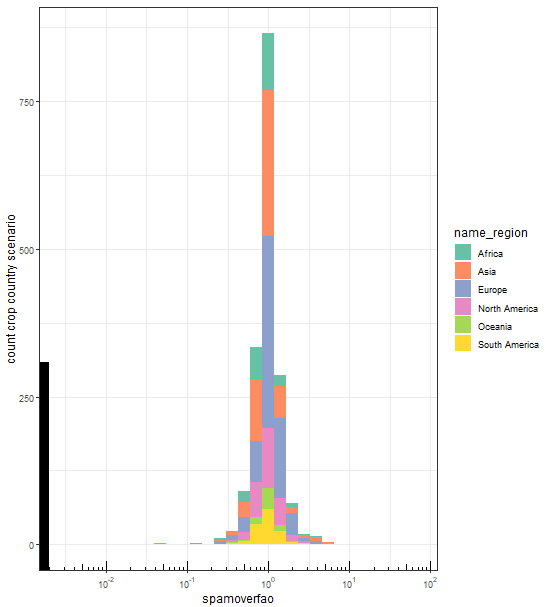 count crop country scenario
750
500
250
0
10-2
10-1
100
101
102
spamoverfao
name_region
Africa
Asia
Europe
North America
Oceania
South America